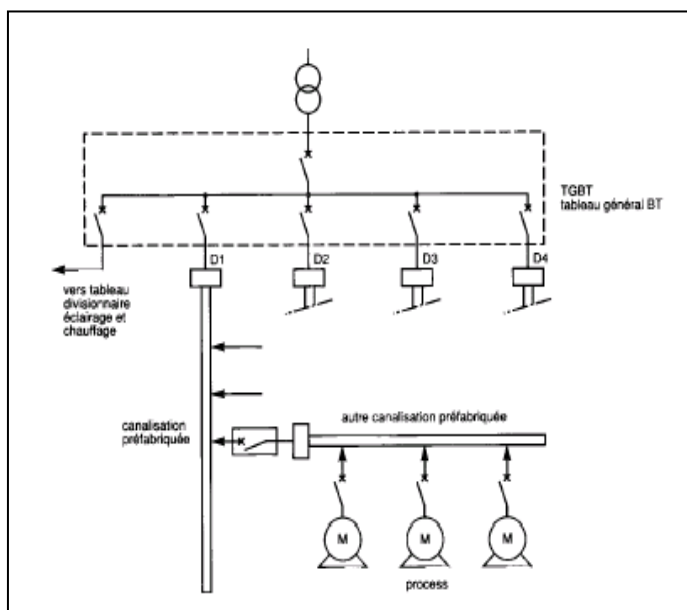 TGBT
tableau général BT
D1
D2
D3
D4
vers tableau
divisionnaire
éclairage et
chauffage
canalisation
préfabriquée
autre canalisation préfabriquée
M
M
M
process